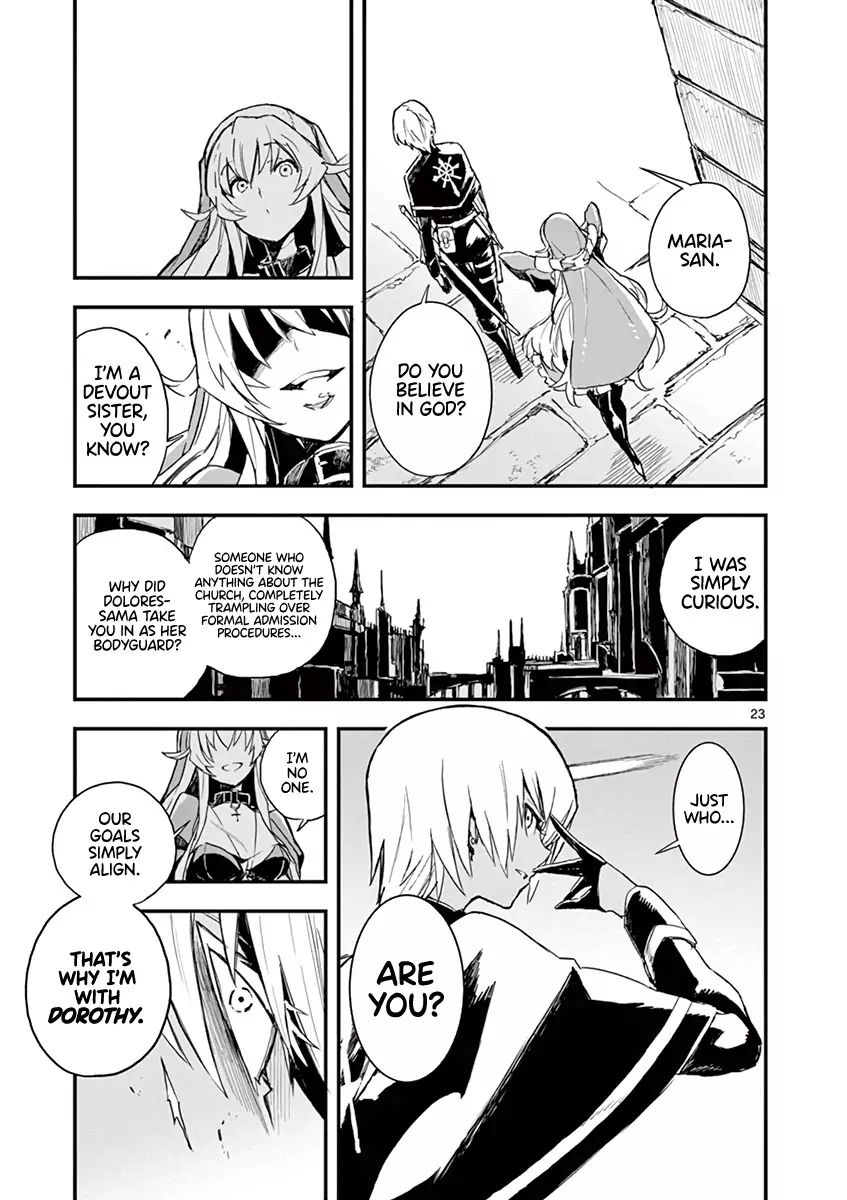 MARIA-
SAN.
DO YOU
BELIEVE
IN GOD?
I'M A
DEVOUT
SISTER,
YOU
KNOW?
I WAS
SIMPLY
CURIOUS.
SOMEONE WHO
DOESN'T KNOW
ANYTHING ABOUT THE
CHURCH, COMPLETELY
TRAMPLING OVER
FORMAL ADMISSION
PROCEDURES...
WHY DID
DOLORES-
SAMA TAKE
YOU IN AS HER
BODYGUARD?
23
JUST
WHO...
ARE
YOU?
I'M
NO
ONE.
OUR
GOALS
SIMPLY
ALIGN.
THAT'S
WHY I'M
WITH
DOROTHY.